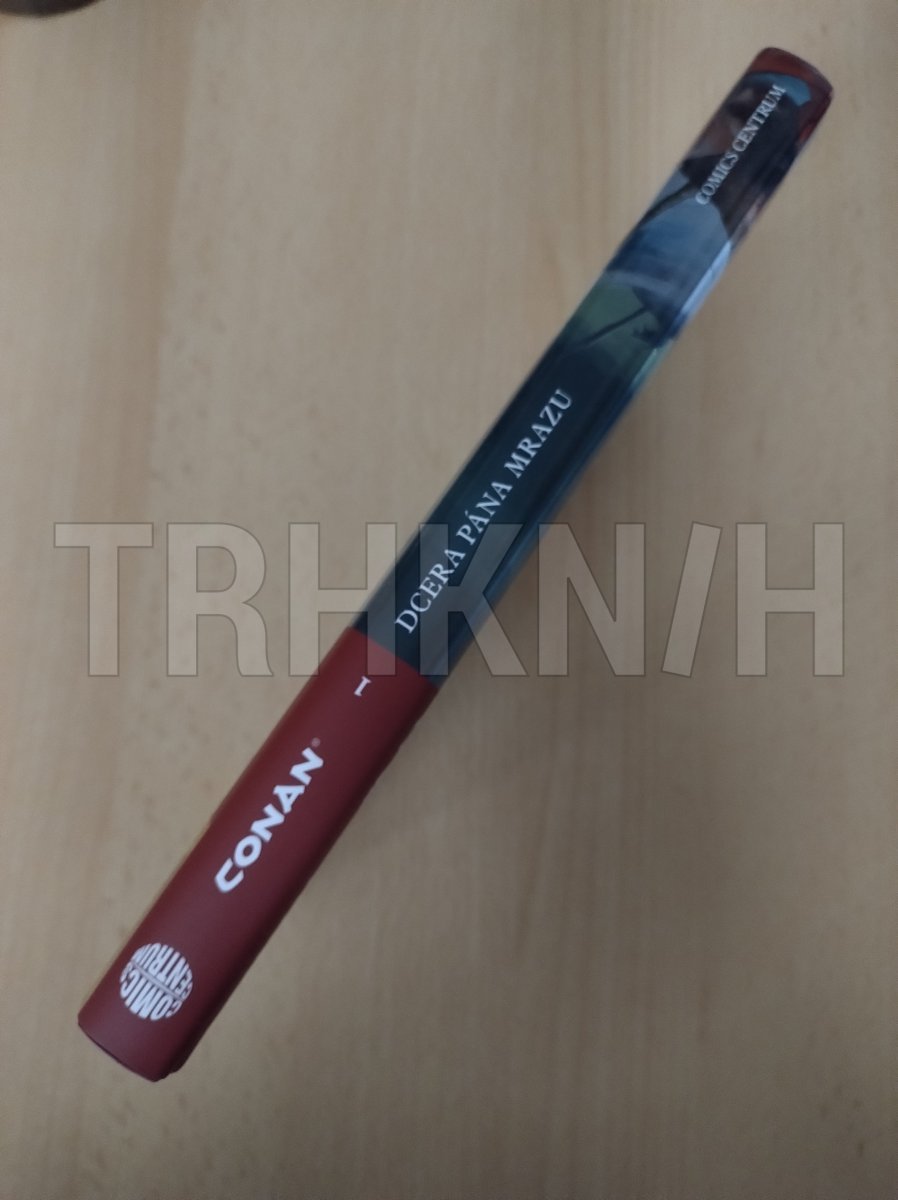 COMICS CENTRUM
DCERA PÁNA MRAZU
1
CONAN®
COMICS
CENTRUM
TRHKNIH